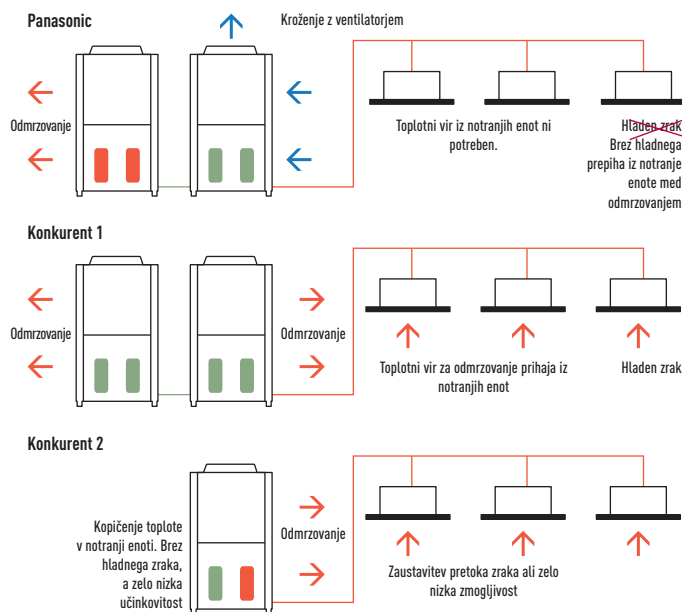 Panasonic
Kroženje z ventilatorjem
Odmrzovanje
Toplotni vir iz notranjih enot ni
potreben.
Hladen zrak
Brez hladnega
prepiha iz notranje
enote med
odmrzovanjem
Konkurent 1
Odmrzovanje
Odmrzovanje
Toplotni vir za odmrzovanje prihaja iz
notranjih enot
Hladen zrak
Konkurent 2
Kopičenje toplote
v notranji enoti. Brez
hladnega zraka,
a zelo nizka
učinkovitost
Odmrzovanje
Zaustavitev pretoka zraka ali zelo
nizka zmogljivost